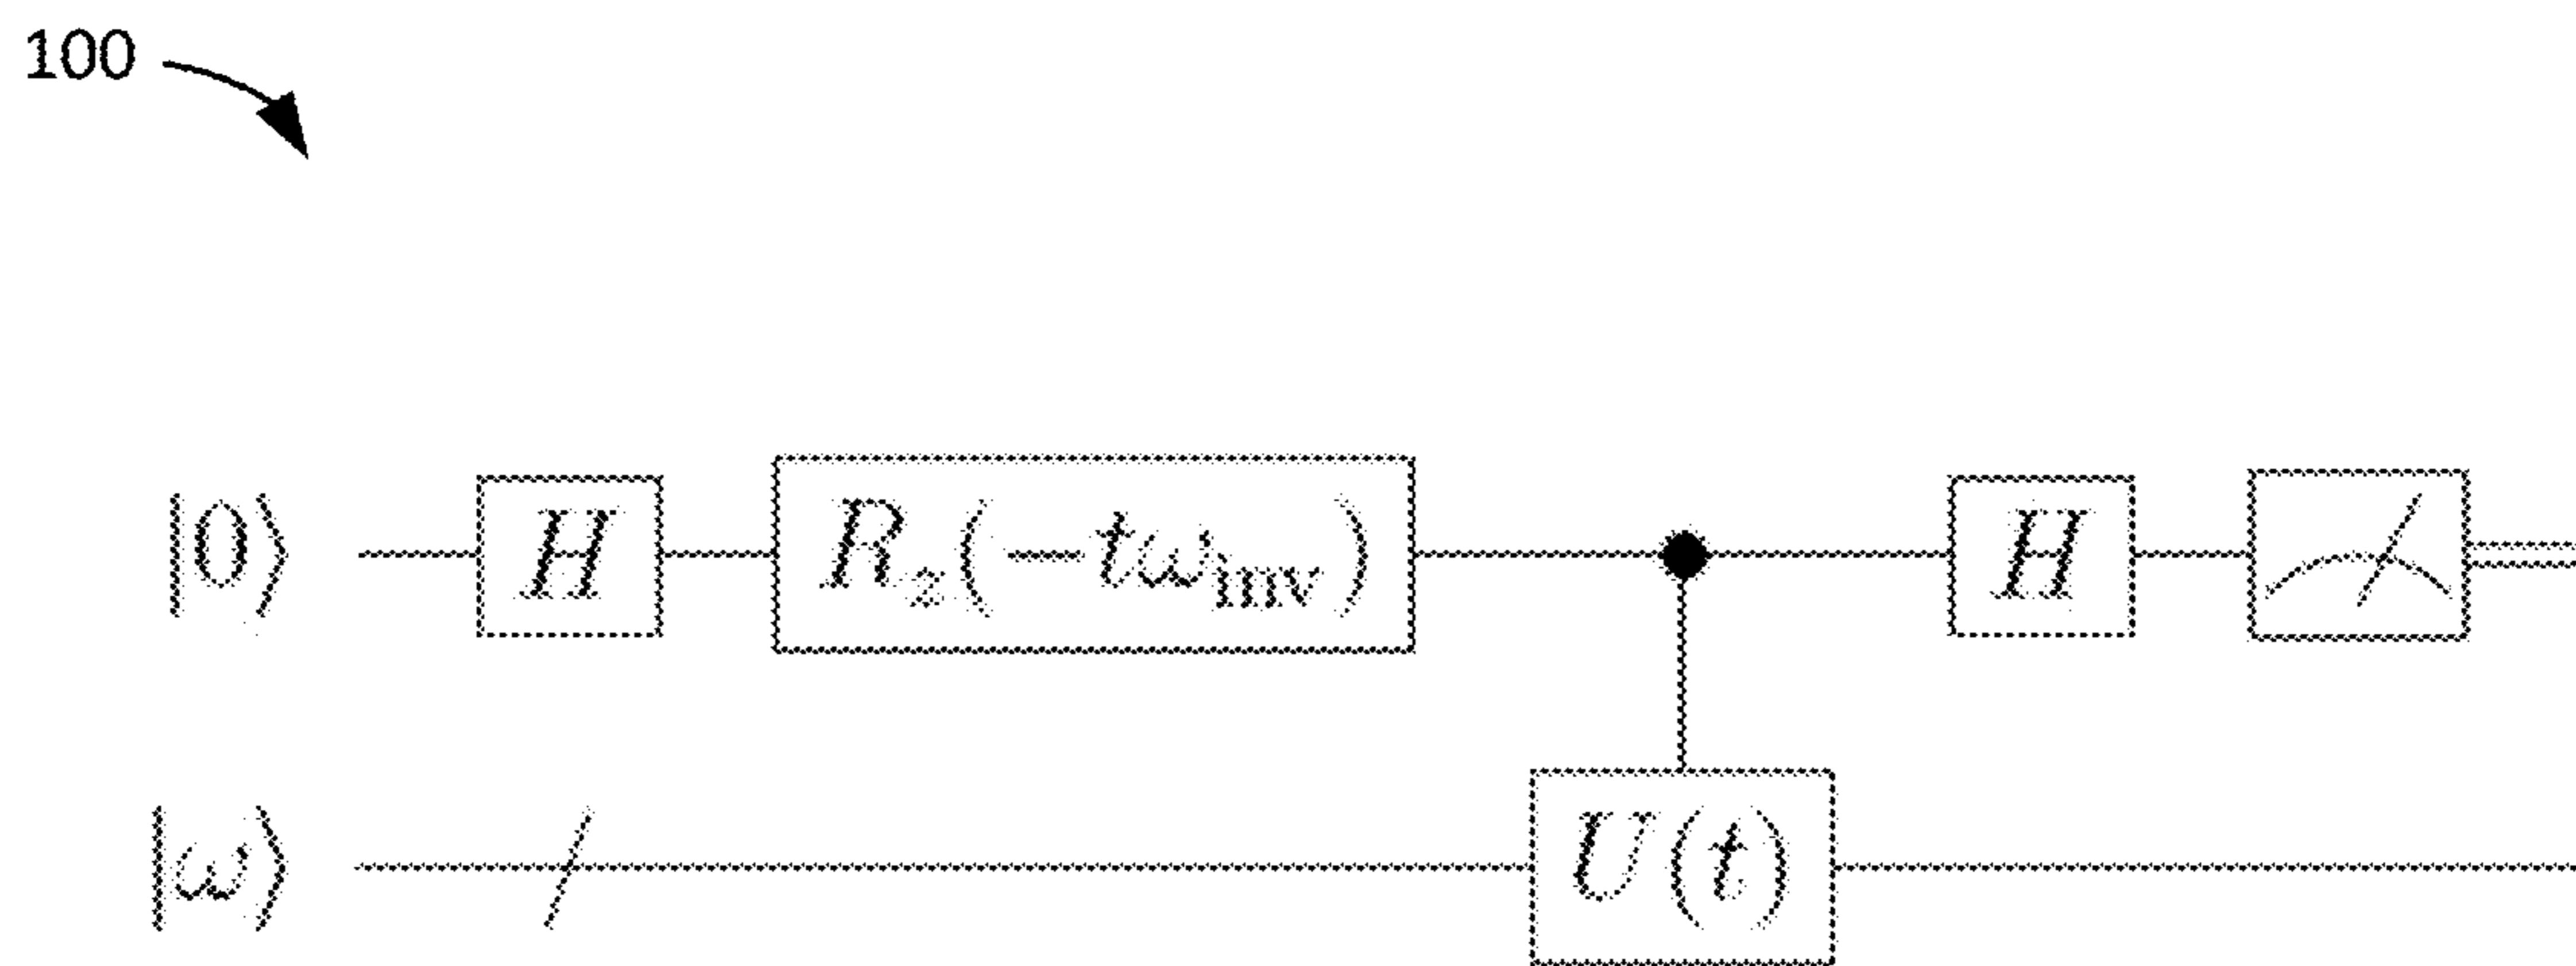 100
|0⟩ H R_z(−tω_inv) H
|ω⟩ U(t)